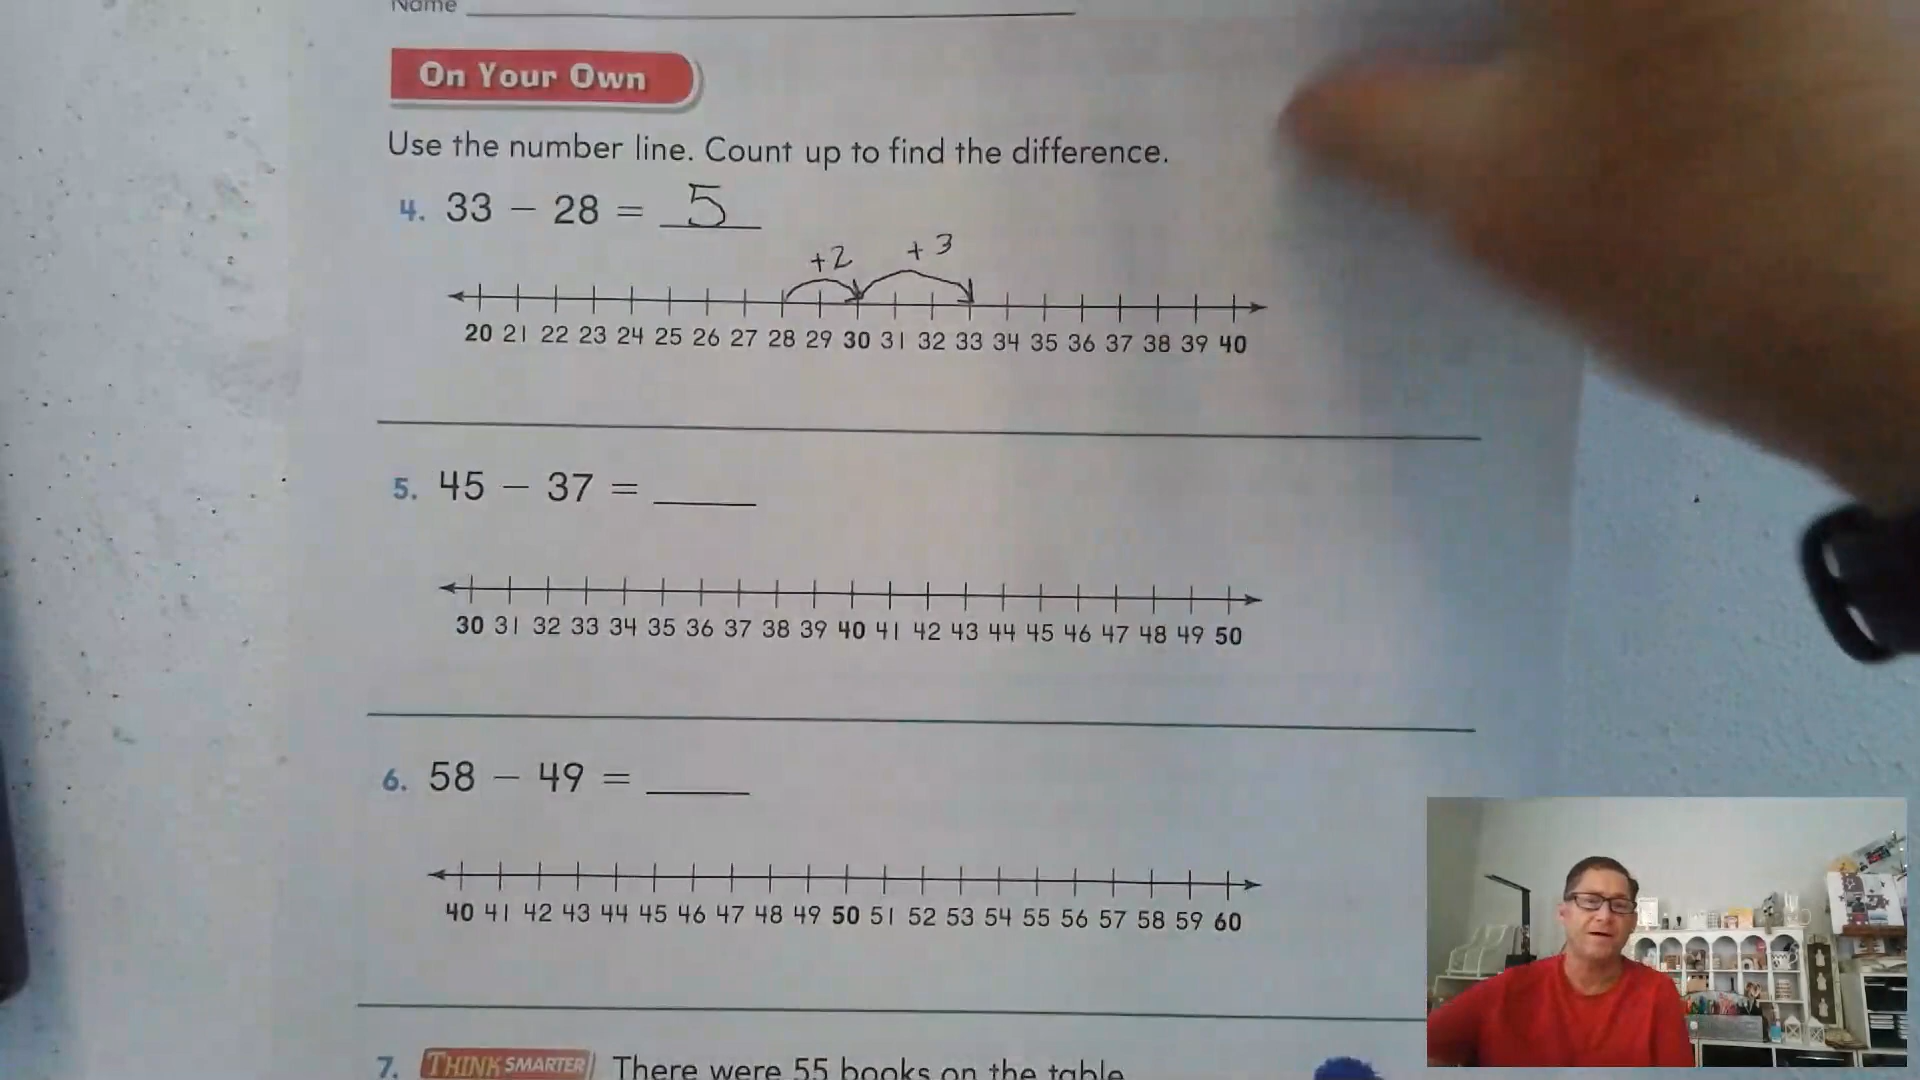 Name
On Your Own
Use the number line. Count up to find the difference.
4. 33 − 28 = 5
+2 +3
20 21 22 23 24 25 26 27 28 29 30 31 32 33 34 35 36 37 38 39 40
5. 45 − 37 = ____
30 31 32 33 34 35 36 37 38 39 40 41 42 43 44 45 46 47 48 49 50
6. 58 − 49 = ____
40 41 42 43 44 45 46 47 48 49 50 51 52 53 54 55 56 57 58 59 60
7. THINK SMARTER There were 55 books on the table.